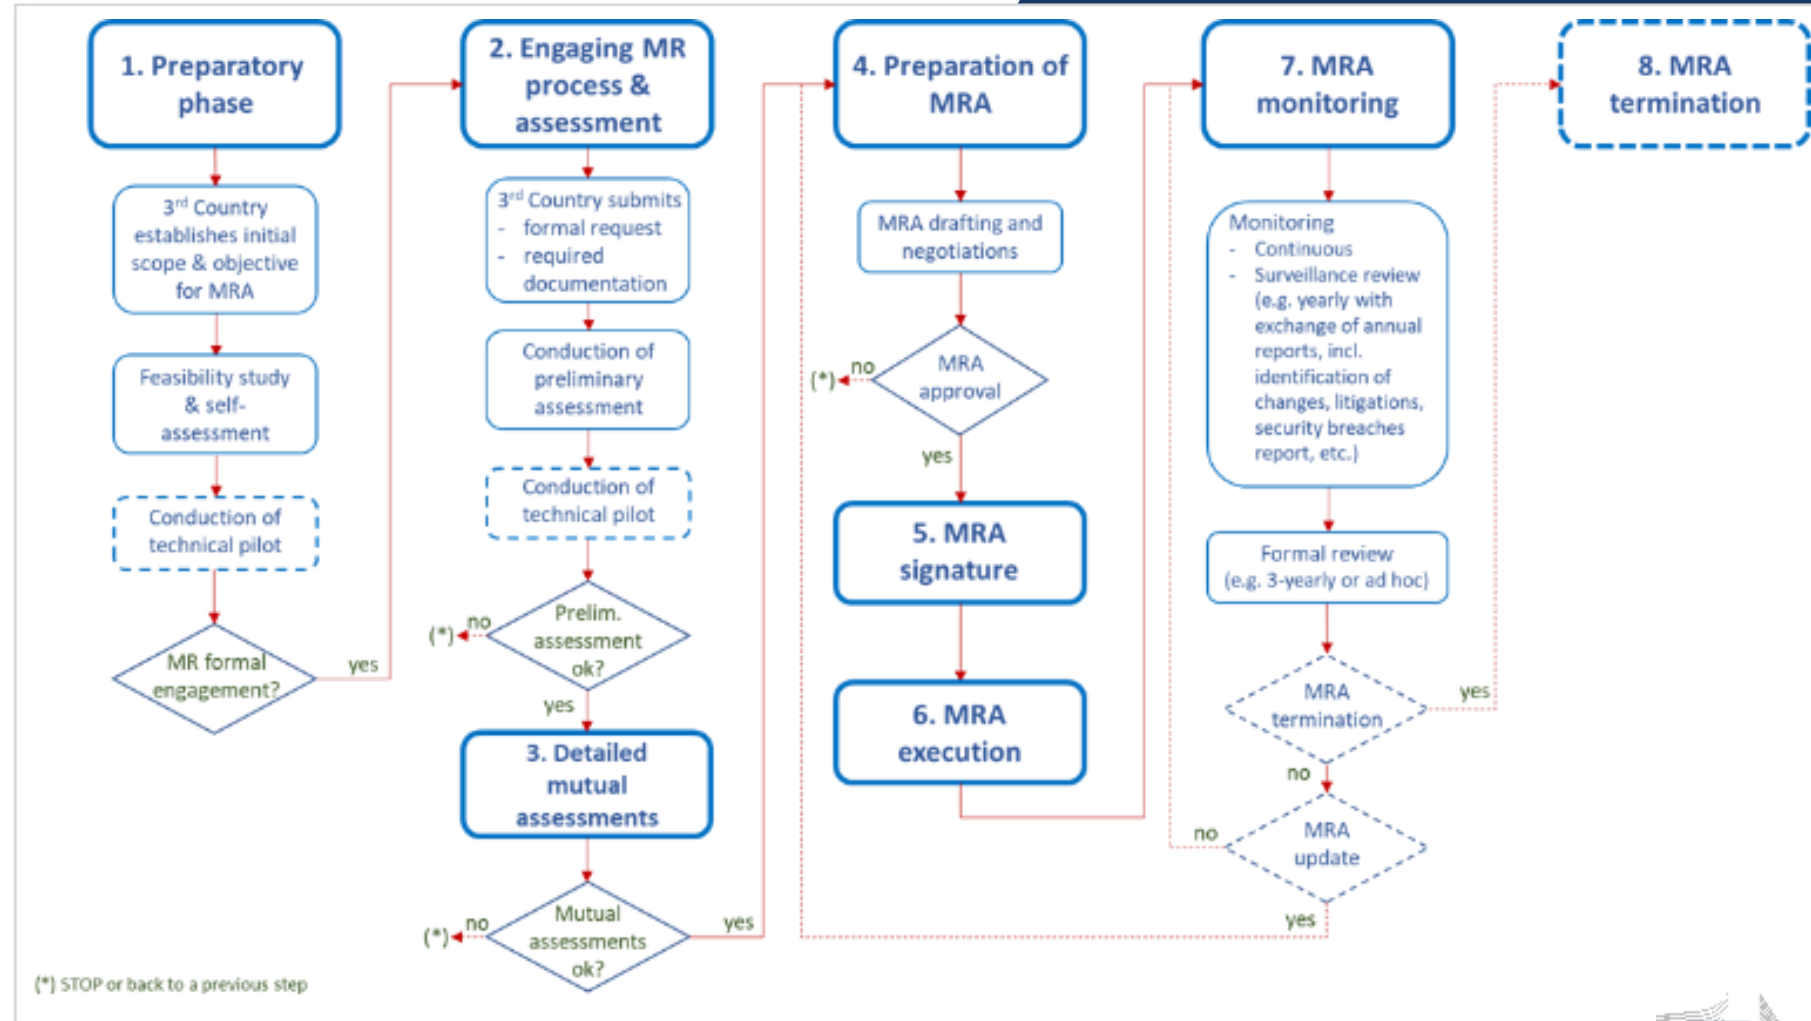 1. Preparatory
phase
3rd Country
establishes initial
scope & objective
for MRA
Feasibility study
& self-
assessment
Conduction of
technical pilot
MR formal
engagement?
yes
2. Engaging MR
process &
assessment
3rd Country submits
- formal request
- required
documentation
Conduction of
preliminary
assessment
Conduction of
technical pilot
Prelim.
assessment
ok?
no
(*)
yes
3. Detailed
mutual
assessments
Mutual
assessments
ok?
no
(*)
yes
4. Preparation of
MRA
MRA drafting and
negotiations
MRA
approval
no
(*)
yes
5. MRA
signature
6. MRA
execution
7. MRA
monitoring
Monitoring
- Continuous
- Surveillance review
(e.g. yearly with
exchange of annual
reports, incl.
identification of
changes, litigations,
security breaches
report, etc.)
Formal review
(e.g. 3-yearly or ad hoc)
MRA
termination
yes
no
MRA
update
no
yes
8. MRA
termination
(*) STOP or back to a previous step